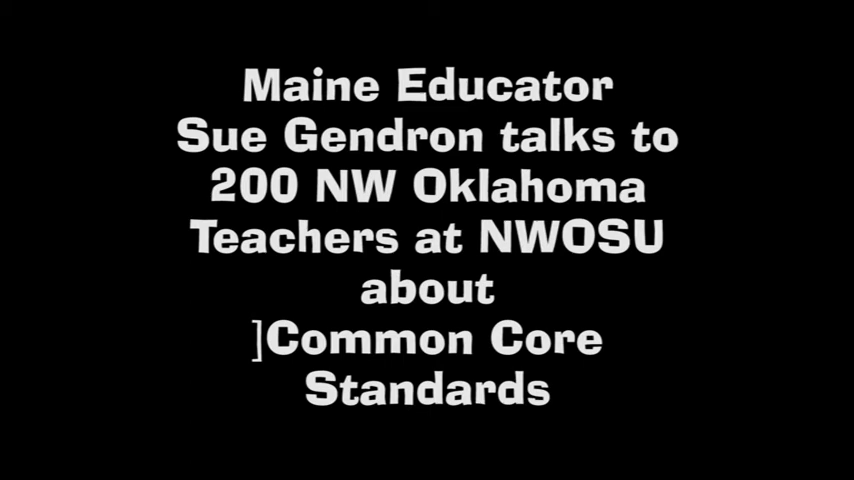 Maine Educator
Sue Gendron talks to
200 NW Oklahoma
Teachers at NWOSU
about
]Common Core
Standards